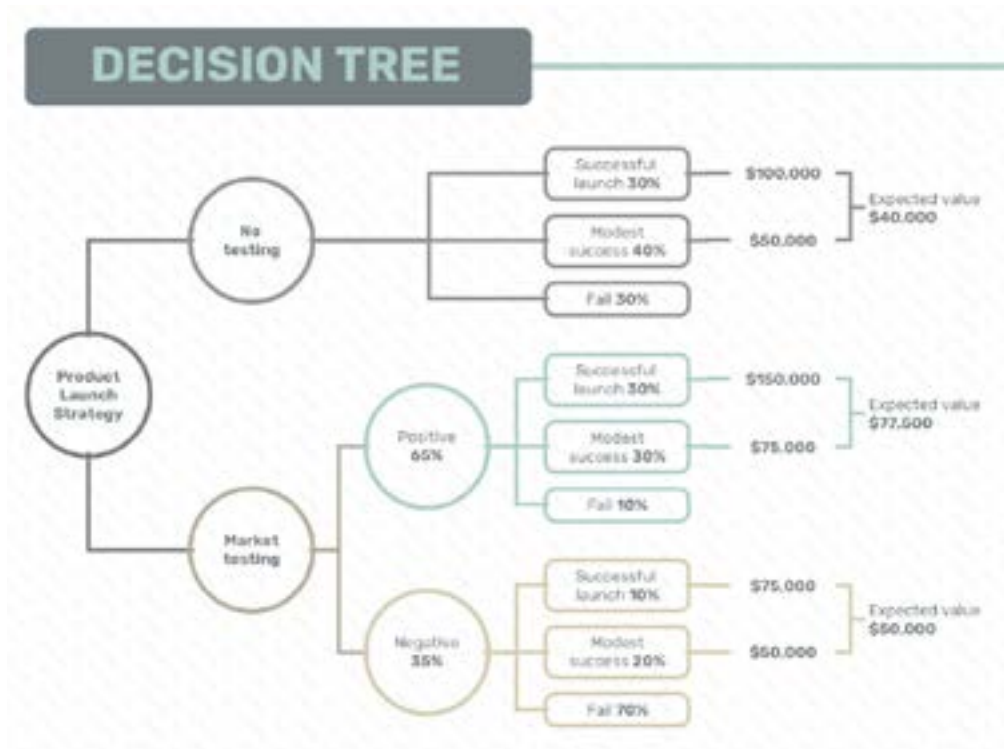 DECISION TREE
Successful
launch 30%
$100,000
Expected value
$40,000
No
testing
Modest
success 40%
$50,000
Fail 30%
Product
Launch
Strategy
Successful
launch 30%
$150,000
Expected value
$77,500
Positive
65%
Modest
success 30%
$75,000
Fail 10%
Market
testing
Successful
launch 10%
$75,000
Expected value
$50,000
Negative
35%
Modest
success 20%
$50,000
Fail 70%